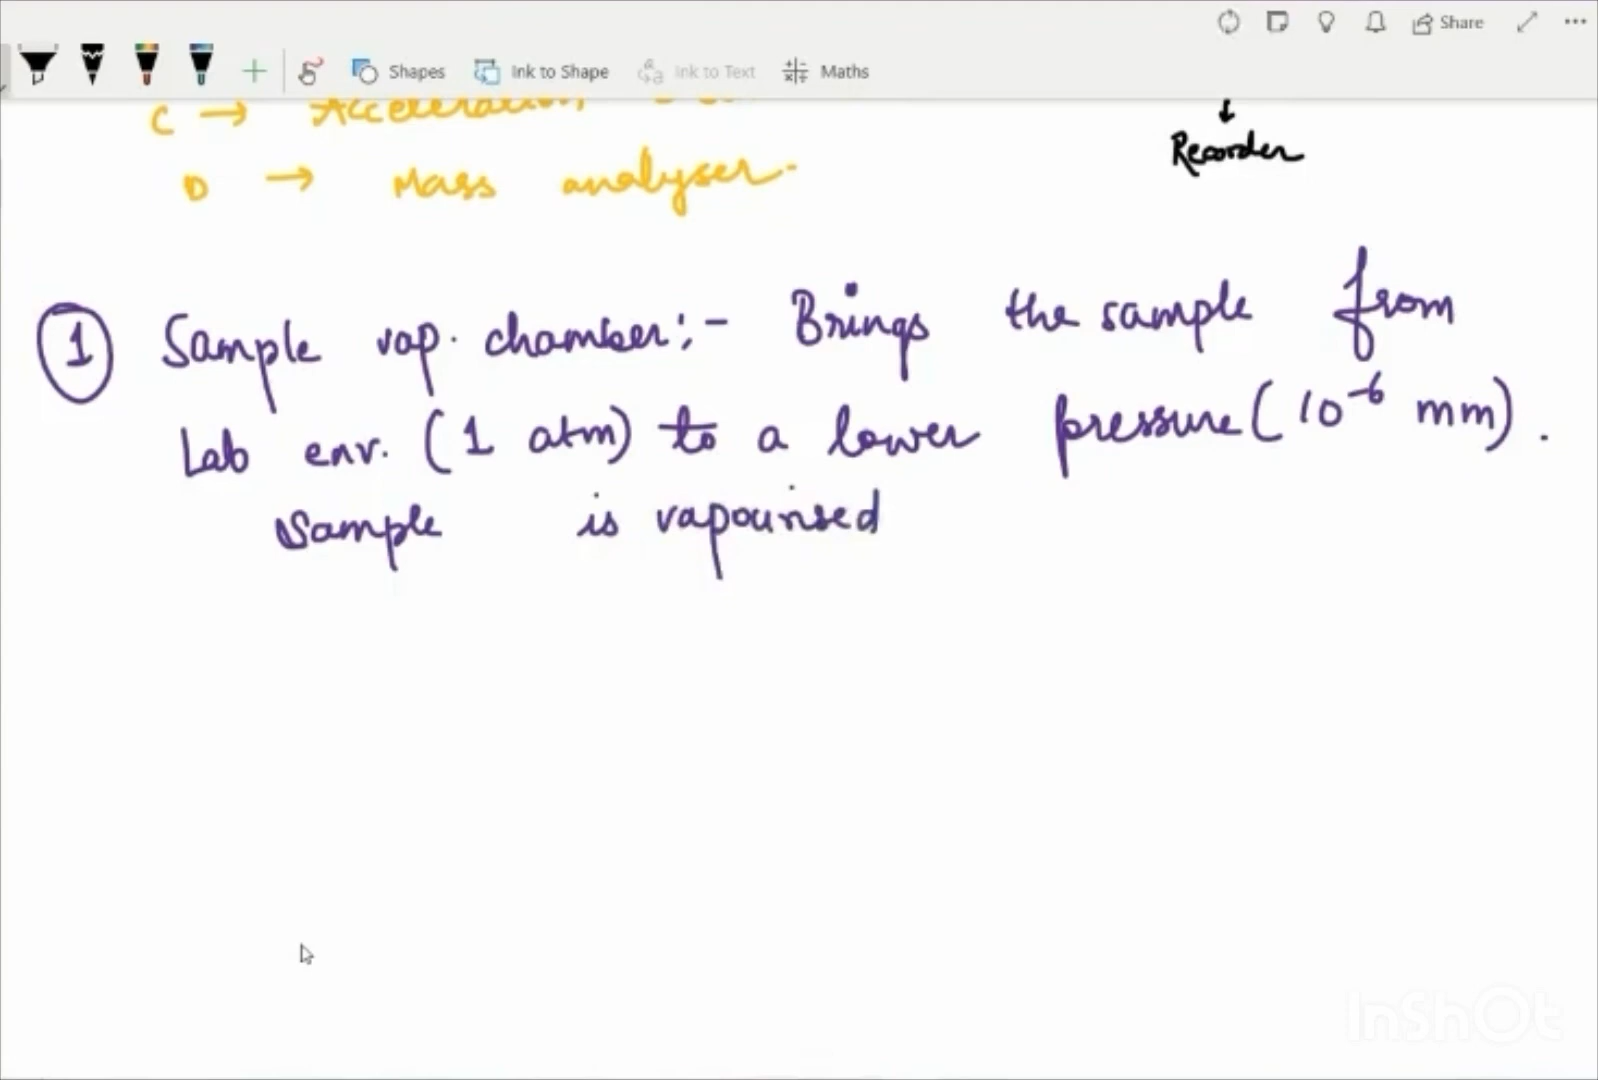 Share
Shapes Ink to Shape Ink to Text Maths
C → Acceleration
D → Mass analyser.
Recorder
1 Sample vap. chamber:- Brings the sample from
Lab env. (1 atm) to a lower pressure (10⁻⁶ mm).
Sample is vapourised
InShOt